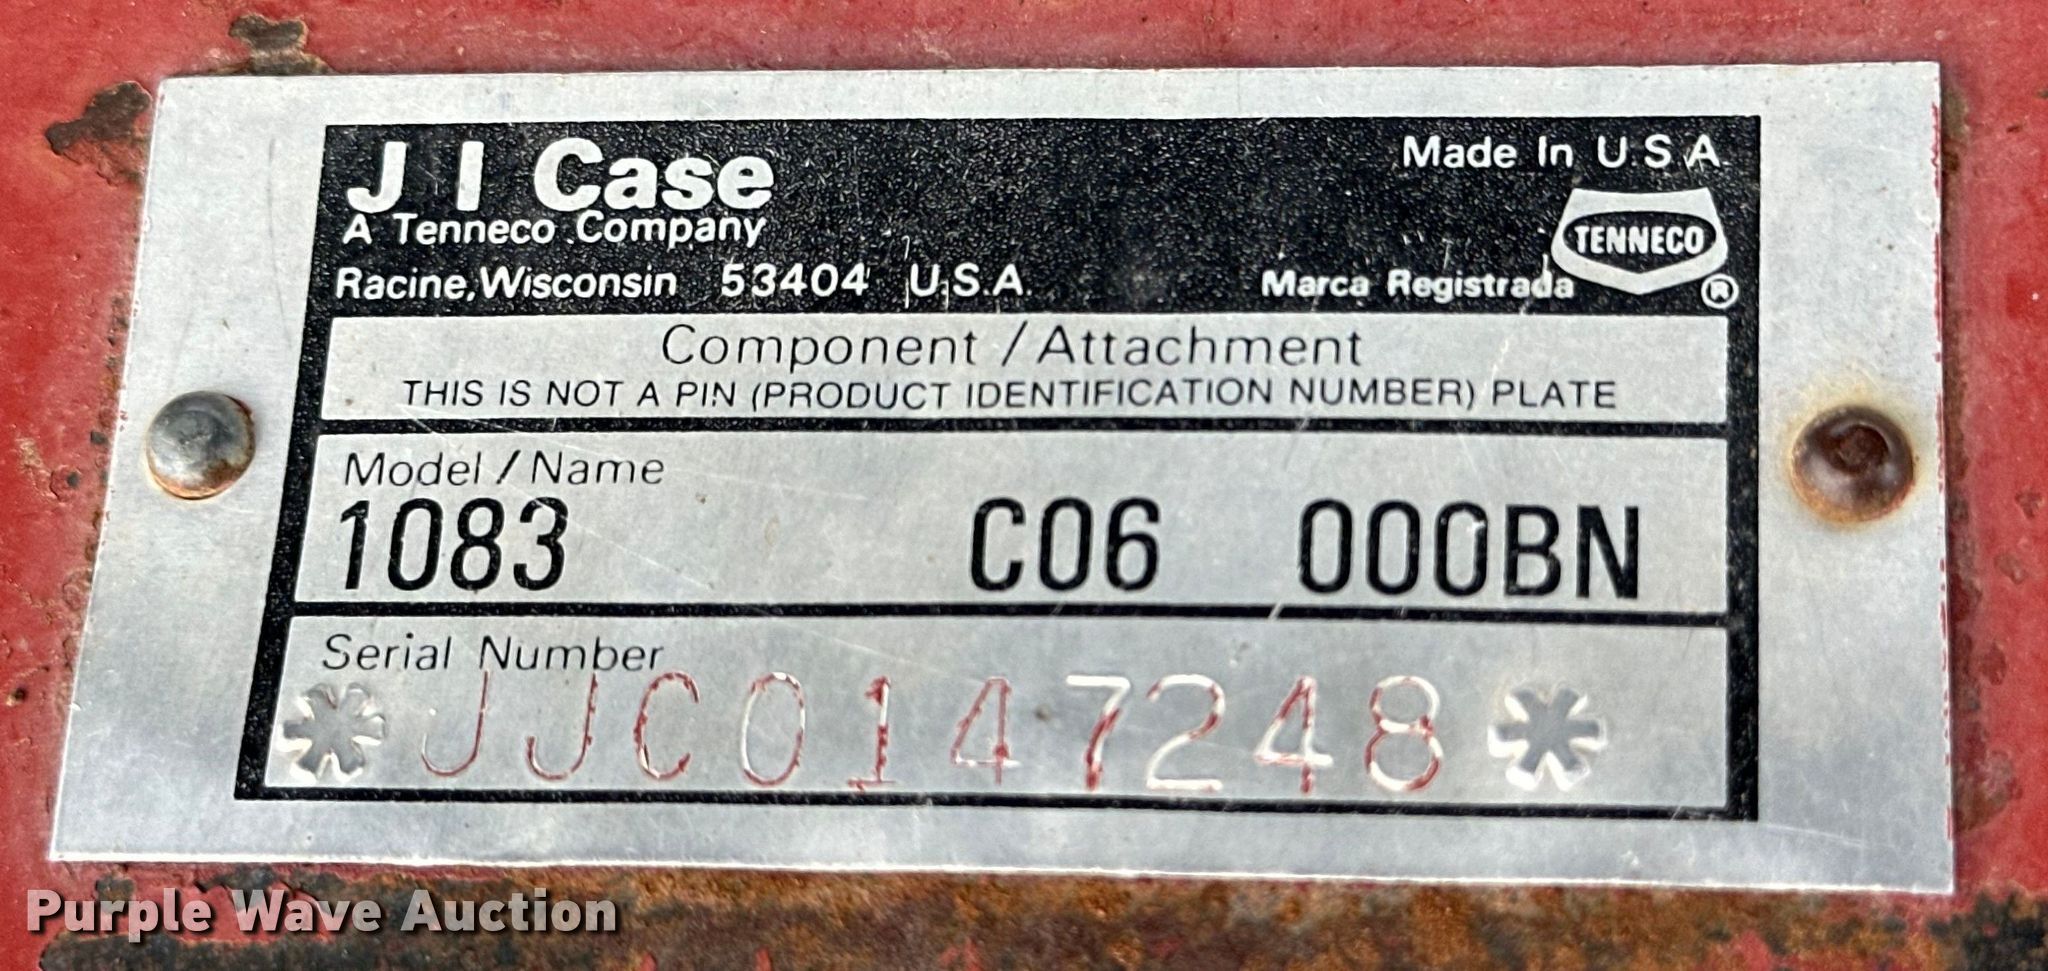 J I Case
A Tenneco Company
Racine, Wisconsin 53404 U.S.A.
Made In U S A
TENNECO
Marca Registrada ®
Component / Attachment
THIS IS NOT A PIN (PRODUCT IDENTIFICATION NUMBER) PLATE
Model / Name
1083 C06 000BN
Serial Number
*JJC0147248*
Purple Wave Auction